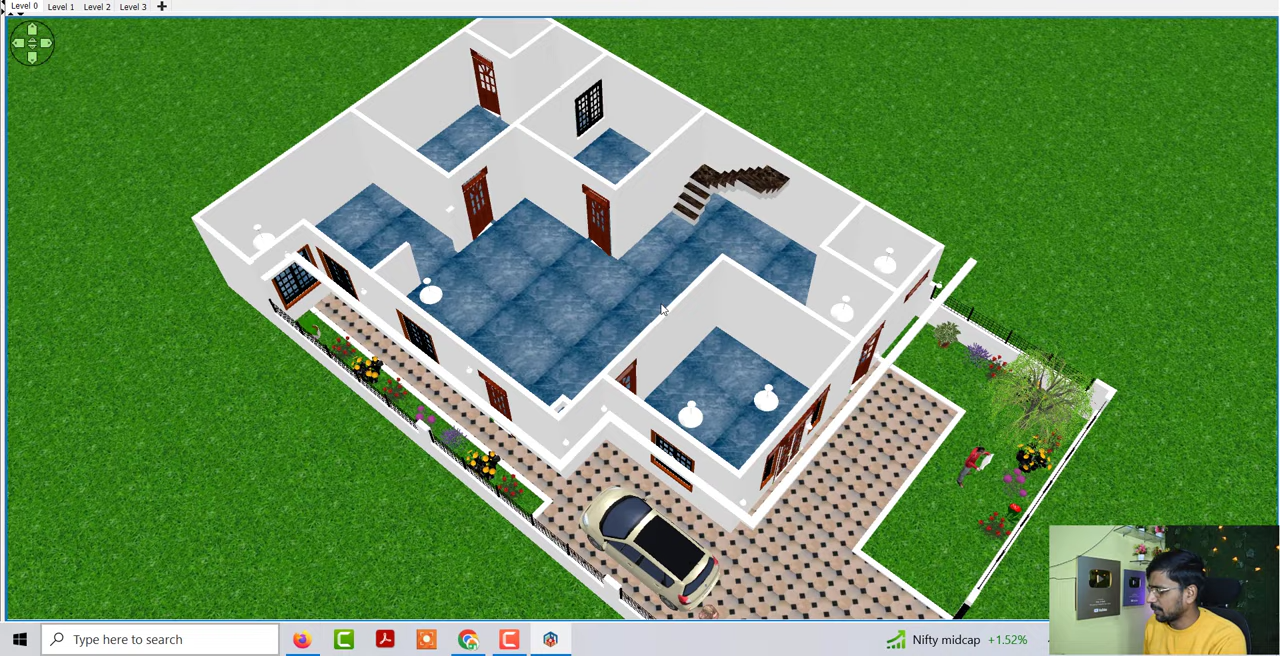 Level 0 Level 1 Level 2 Level 3
Type here to search
Nifty midcap +1.52%